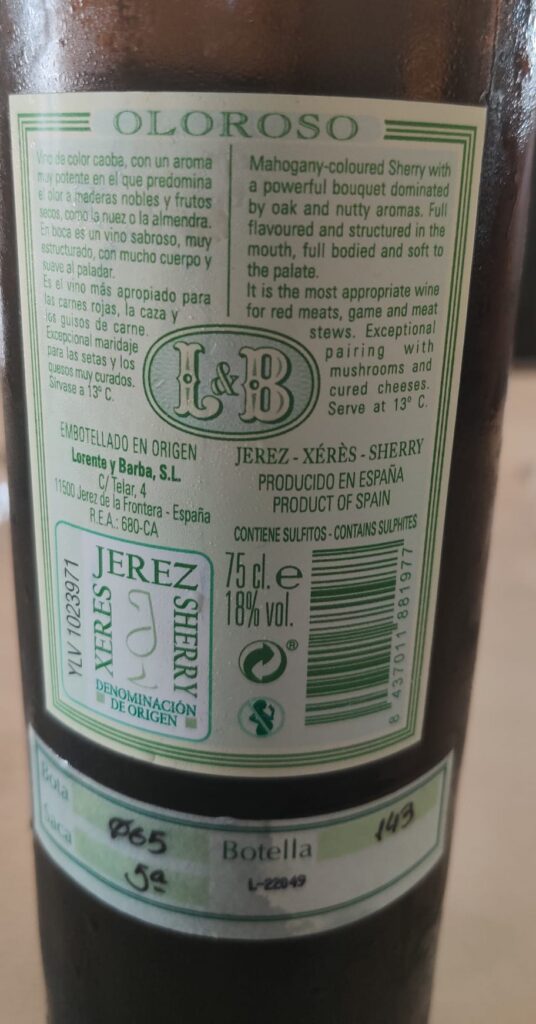 OLOROSO
Vino de color caoba, con un aroma
muy potente en el que predomina
el olor a maderas nobles y frutos
secos, como la nuez o la almendra.
En boca es un vino sabroso, muy
estructurado, con mucho cuerpo y
suave al paladar.
Es el vino más apropiado para
las carnes rojas, la caza y
los guisos de carne.
Excepcional maridaje
para las setas y los
quesos muy curados.
Sírvase a 13º C.
Mahogany-coloured Sherry with
a powerful bouquet dominated
by oak and nutty aromas. Full
flavoured and structured in the
mouth, full bodied and soft to
the palate.
It is the most appropriate wine
for red meats, game and meat
stews. Exceptional
pairing with
mushrooms and
cured cheeses.
Serve at 13º C.
L&B
EMBOTELLADO EN ORIGEN
Lorente y Barba, S.L.
C/ Telar, 4
11500 Jerez de la Frontera - España
R.E.A.: 680-CA
JEREZ - XÉRÈS - SHERRY
PRODUCIDO EN ESPAÑA
PRODUCT OF SPAIN
CONTIENE SULFITOS - CONTAINS SULPHITES
YLV 1023971
JEREZ
XERES
SHERRY
DENOMINACIÓN
DE ORIGEN
75 cl. e
18% vol.
®
8 437011 881977
Bota 065 Botella 143
Saca 5ª L-22049